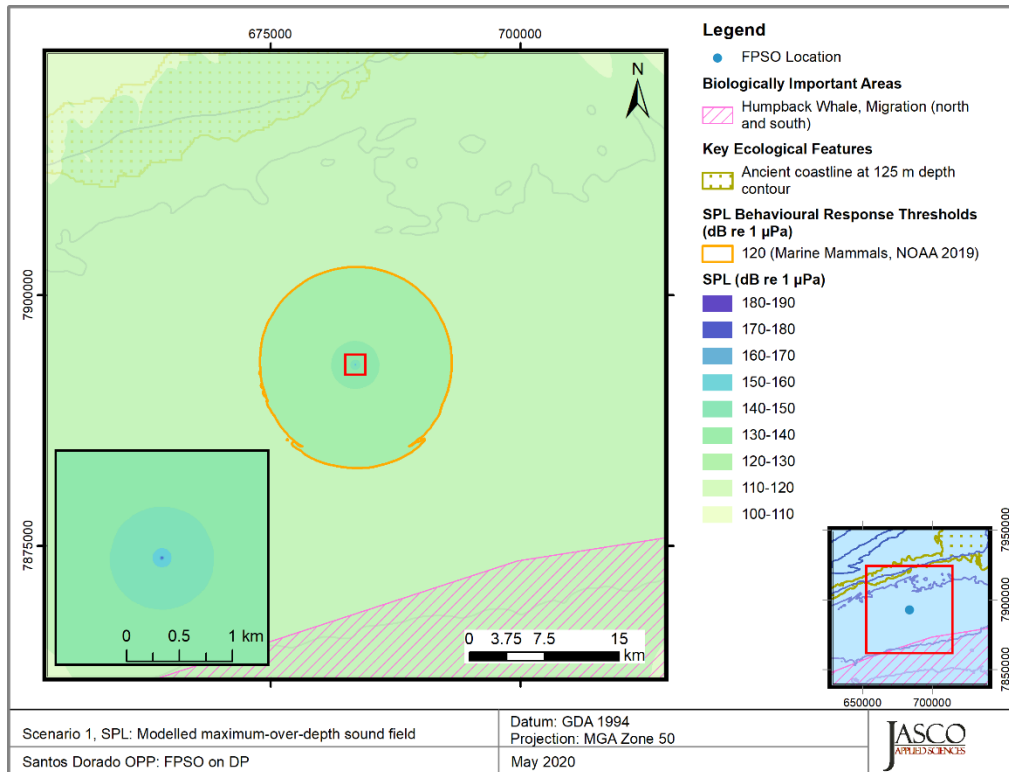 675000
700000
7900000
7875000
N
0
0.5
1 km
0 3.75 7.5
15
km
Legend
FPSO Location
Biologically Important Areas
Humpback Whale, Migration (north
and south)
Key Ecological Features
Ancient coastline at 125 m depth
contour
SPL Behavioural Response Thresholds
(dB re 1 µPa)
120 (Marine Mammals, NOAA 2019)
SPL (dB re 1 µPa)
180-190
170-180
160-170
150-160
140-150
130-140
120-130
110-120
100-110
7950000
7900000
7850000
650000
700000
Scenario 1, SPL: Modelled maximum-over-depth sound field
Santos Dorado OPP: FPSO on DP
Datum: GDA 1994
Projection: MGA Zone 50
May 2020
JASCO
APPLIED SCIENCES